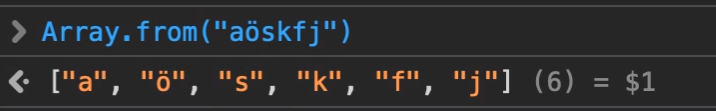 > Array.from("aöskfj")
["a", "ö", "s", "k", "f", "j"] (6) = $1